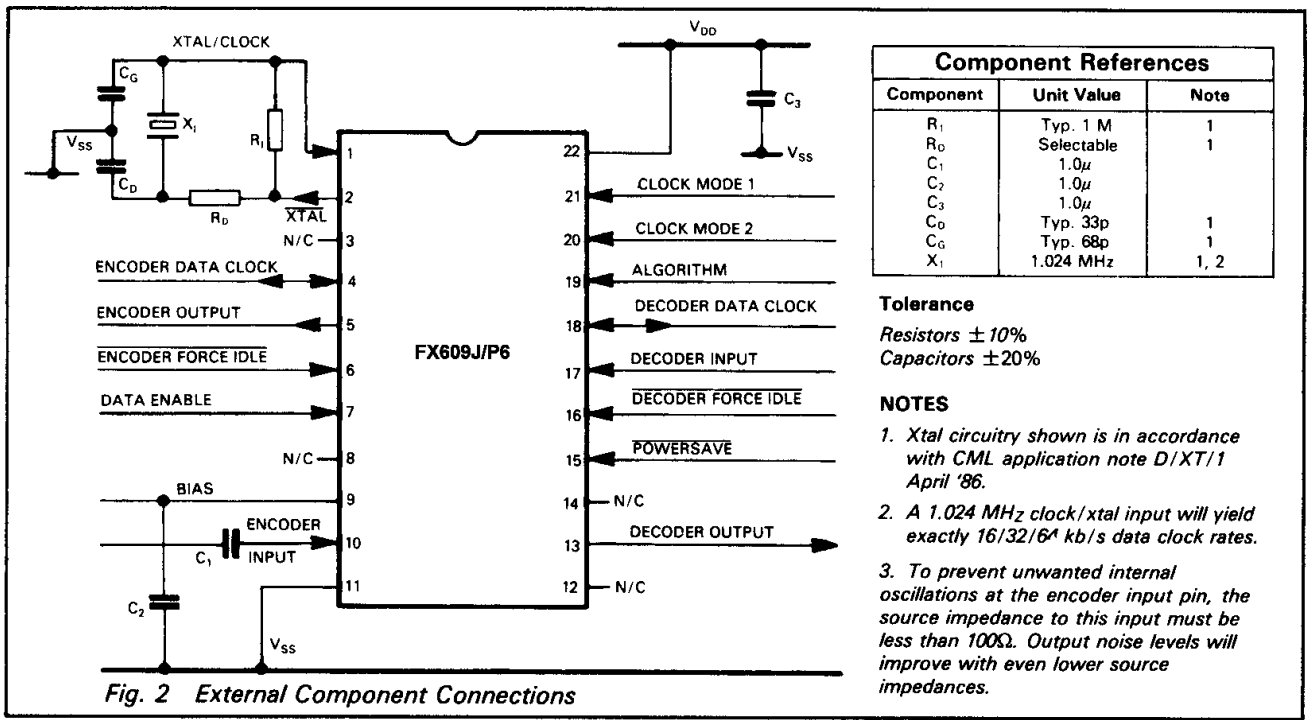 XTAL/CLOCK
C_G
X_I
R_I
V_SS
C_D
R_D
XTAL
V_DD
C_3
V_SS
1
2
N/C 3
ENCODER DATA CLOCK 4
ENCODER OUTPUT 5
ENCODER FORCE IDLE 6
DATA ENABLE 7
N/C 8
BIAS 9
ENCODER INPUT 10
C_1
11
C_2
V_SS
FX609J/P6
22
CLOCK MODE 1 21
CLOCK MODE 2 20
ALGORITHM 19
DECODER DATA CLOCK 18
DECODER INPUT 17
DECODER FORCE IDLE 16
POWERSAVE 15
14 N/C
DECODER OUTPUT 13
12 N/C
Fig. 2 External Component Connections
Component References
Component Unit Value Note
R_1 Typ. 1 M 1
R_D Selectable 1
C_1 1.0µ
C_2 1.0µ
C_3 1.0µ
C_D Typ. 33p 1
C_G Typ. 68p 1
X_1 1.024 MHz 1, 2
Tolerance
Resistors ±10%
Capacitors ±20%
NOTES
1. Xtal circuitry shown is in accordance
with CML application note D/XT/1
April '86.
2. A 1.024 MHz clock/xtal input will yield
exactly 16/32/64 kb/s data clock rates.
3. To prevent unwanted internal
oscillations at the encoder input pin, the
source impedance to this input must be
less than 100Ω. Output noise levels will
improve with even lower source
impedances.